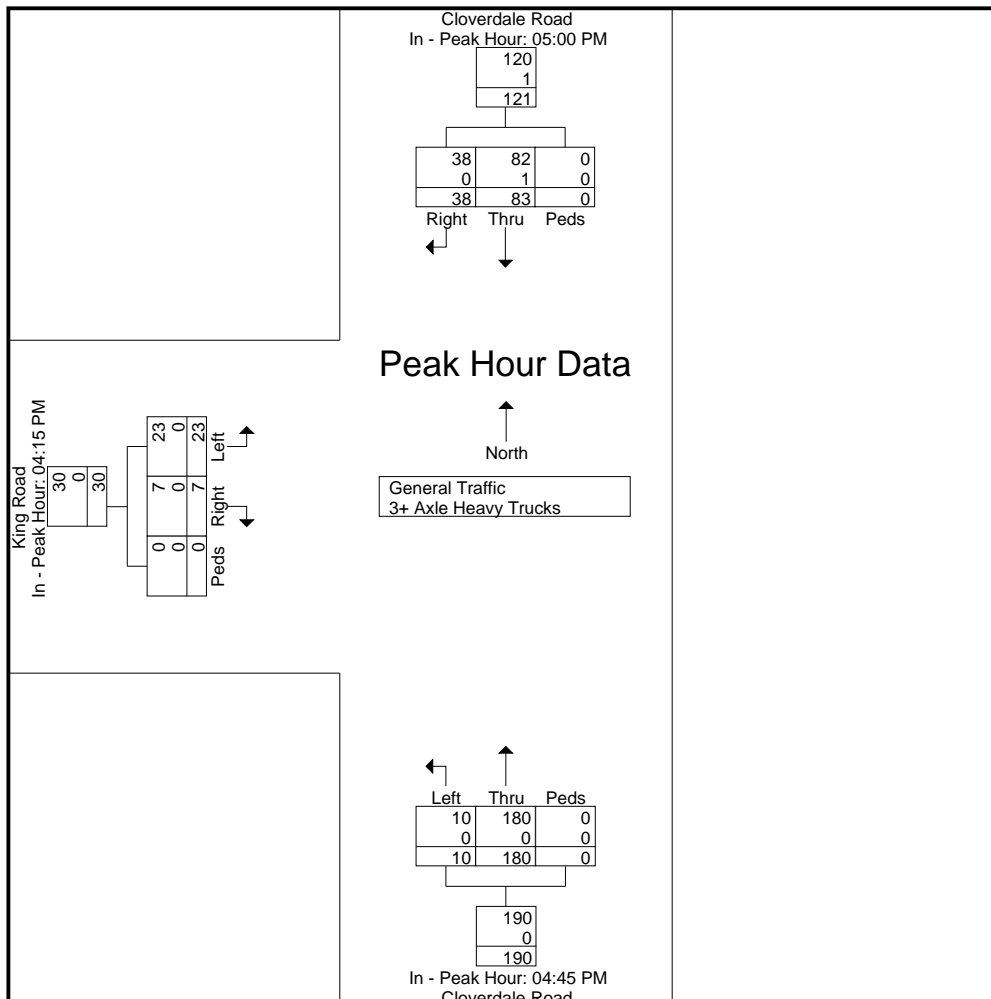 Cloverdale Road
In - Peak Hour: 05:00 PM
120
1
121
38 82 0
0 1 0
38 83 0
Right Thru Peds
Peak Hour Data
North
General Traffic
3+ Axle Heavy Trucks
King Road
In - Peak Hour: 04:15 PM
30
0
30
23 0 23
Left
7 0 7
Right
0 0 0
Peds
Left Thru Peds
10 180 0
0 0 0
10 180 0
190
0
190
In - Peak Hour: 04:45 PM
Cloverdale Road